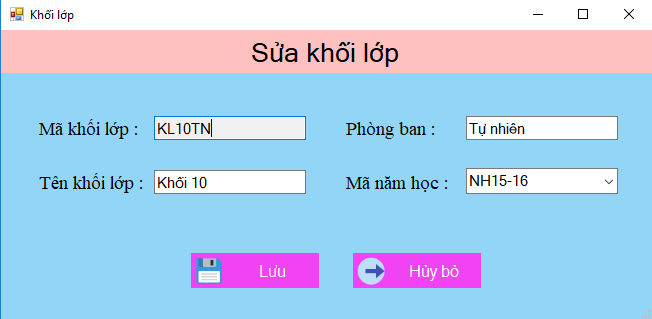 Khối lớp
Sửa khối lớp
Mã khối lớp : KL10TN Phòng ban : Tự nhiên
Tên khối lớp : Khối 10 Mã năm học : NH15-16
Lưu Hủy bỏ